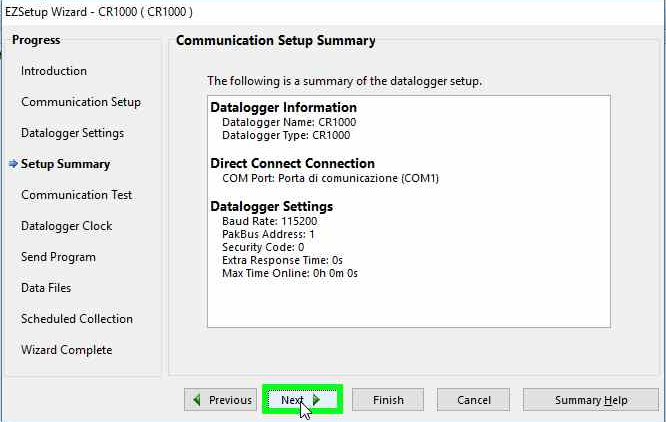 EZSetup Wizard - CR1000 ( CR1000 )
Progress
Introduction
Communication Setup
Datalogger Settings
Setup Summary
Communication Test
Datalogger Clock
Send Program
Data Files
Scheduled Collection
Wizard Complete
Communication Setup Summary
The following is a summary of the datalogger setup.
Datalogger Information
Datalogger Name: CR1000
Datalogger Type: CR1000
Direct Connect Connection
COM Port: Porta di comunicazione (COM1)
Datalogger Settings
Baud Rate: 115200
PakBus Address: 1
Security Code: 0
Extra Response Time: 0s
Max Time Online: 0h 0m 0s
Previous
Next
Finish
Cancel
Summary Help